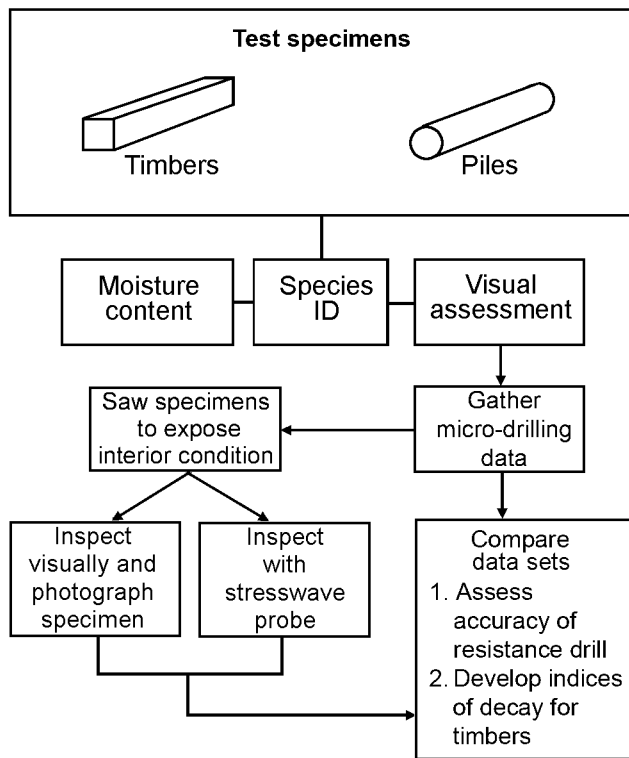 Test specimens
Timbers
Piles
Moisture
content
Species
ID
Visual
assessment
Saw specimens
to expose
interior condition
Gather
micro-drilling
data
Inspect
visually and
photograph
specimen
Inspect
with
stresswave
probe
Compare
data sets
1. Assess
accuracy of
resistance drill
2. Develop indices
of decay for
timbers